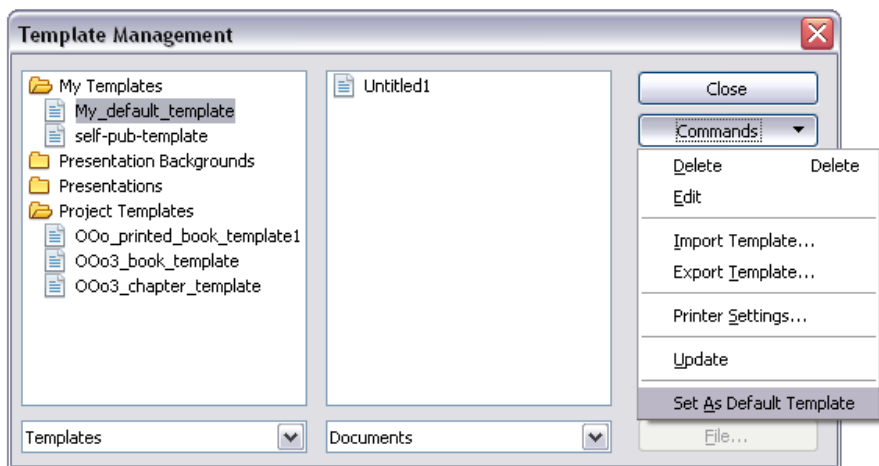 Template Management
My Templates
My_default_template
self-pub-template
Presentation Backgrounds
Presentations
Project Templates
OOo_printed_book_template1
OOo3_book_template
OOo3_chapter_template
Templates
Untitled1
Documents
Close
Commands
Delete Delete
Edit
Import Template...
Export Template...
Printer Settings...
Update
Set As Default Template
File...